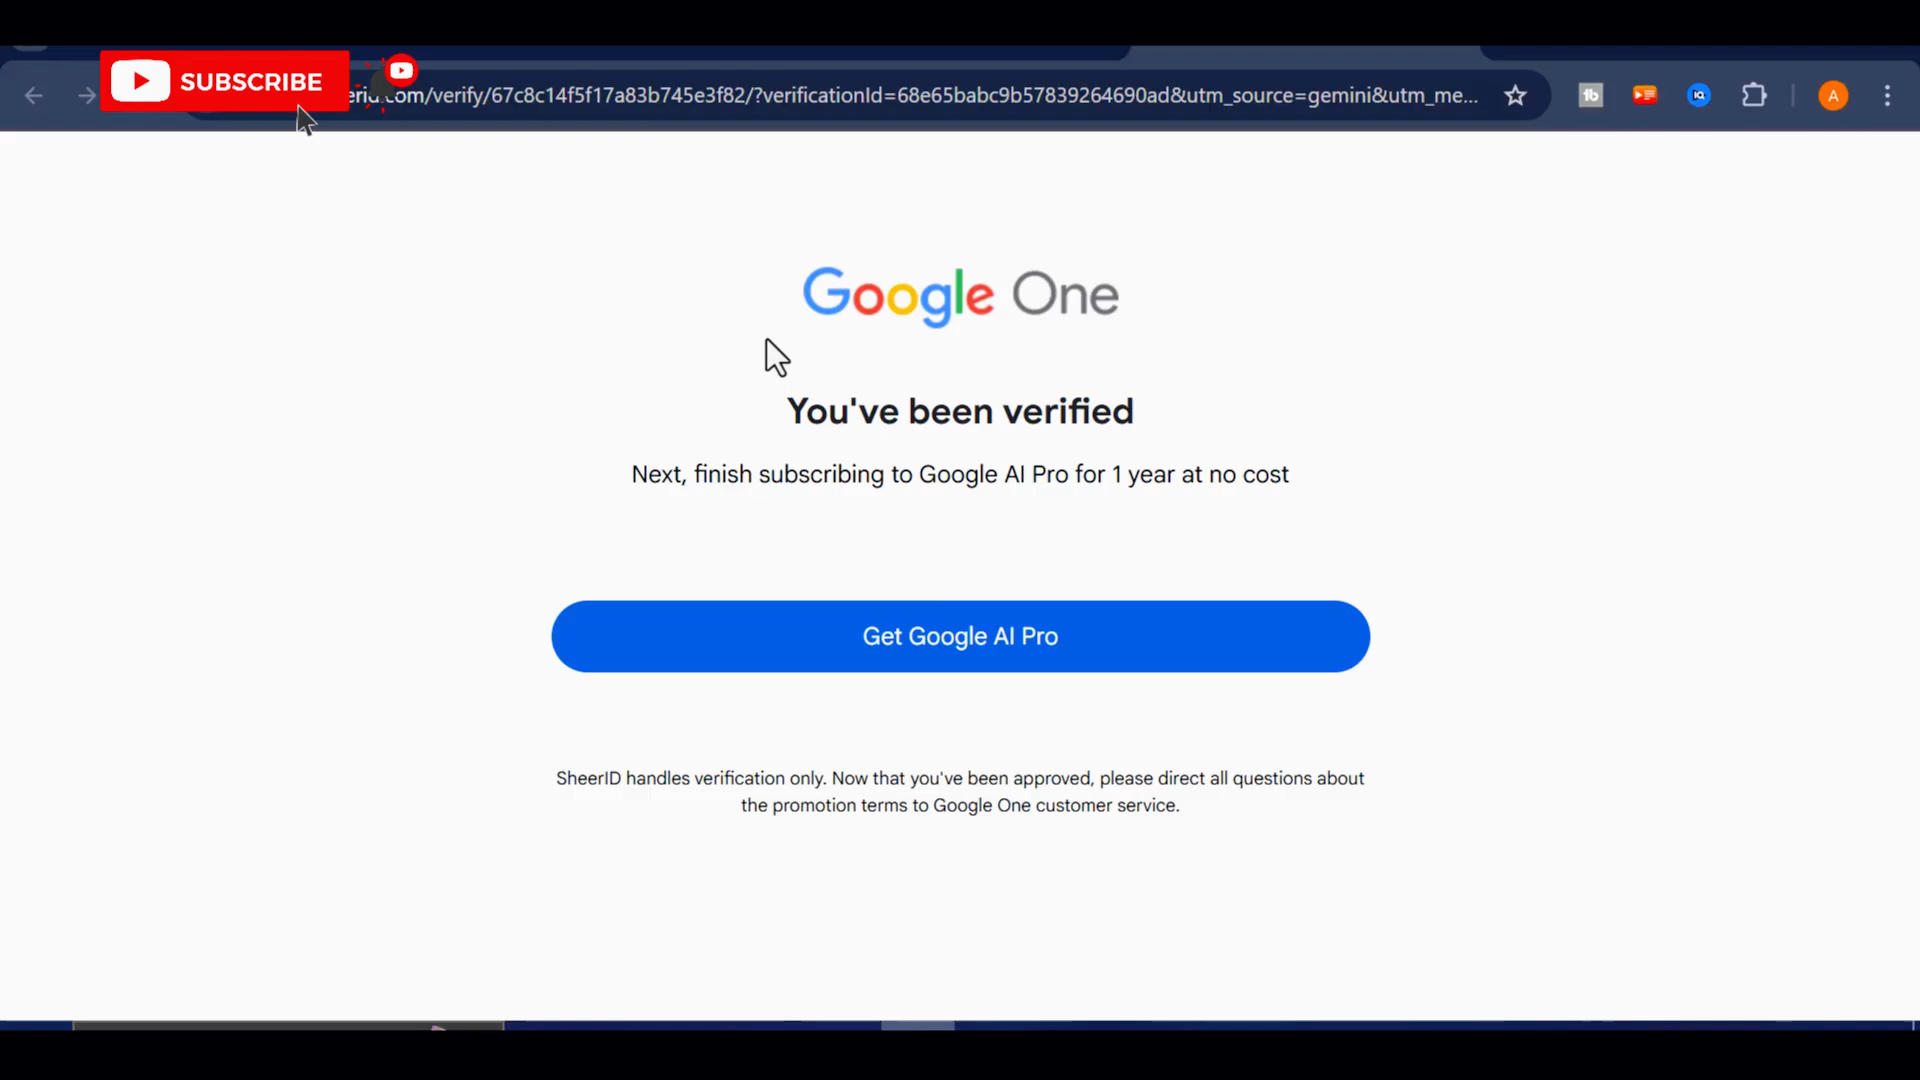 SUBSCRIBE
erid.com/verify/67c8c14f5f17a83b745e3f82/?verificationId=68e65babc9b57839264690ad&utm_source=gemini&utm_me...
A
Google One
You've been verified
Next, finish subscribing to Google AI Pro for 1 year at no cost
Get Google AI Pro
SheerID handles verification only. Now that you've been approved, please direct all questions about
the promotion terms to Google One customer service.